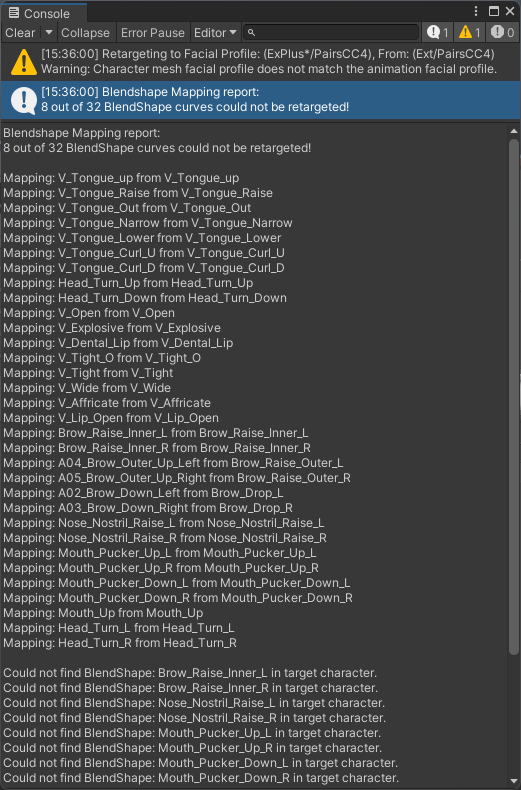 Console
Clear Collapse Error Pause Editor 1 1 0
[15:36:00] Retargeting to Facial Profile: (ExPlus*/PairsCC4), From: (Ext/PairsCC4)
Warning: Character mesh facial profile does not match the animation facial profile.
[15:36:00] Blendshape Mapping report:
8 out of 32 BlendShape curves could not be retargeted!
Blendshape Mapping report:
8 out of 32 BlendShape curves could not be retargeted!
Mapping: V_Tongue_up from V_Tongue_up
Mapping: V_Tongue_Raise from V_Tongue_Raise
Mapping: V_Tongue_Out from V_Tongue_Out
Mapping: V_Tongue_Narrow from V_Tongue_Narrow
Mapping: V_Tongue_Lower from V_Tongue_Lower
Mapping: V_Tongue_Curl_U from V_Tongue_Curl_U
Mapping: V_Tongue_Curl_D from V_Tongue_Curl_D
Mapping: Head_Turn_Up from Head_Turn_Up
Mapping: Head_Turn_Down from Head_Turn_Down
Mapping: V_Open from V_Open
Mapping: V_Explosive from V_Explosive
Mapping: V_Dental_Lip from V_Dental_Lip
Mapping: V_Tight_O from V_Tight_O
Mapping: V_Tight from V_Tight
Mapping: V_Wide from V_Wide
Mapping: V_Affricate from V_Affricate
Mapping: V_Lip_Open from V_Lip_Open
Mapping: Brow_Raise_Inner_L from Brow_Raise_Inner_L
Mapping: Brow_Raise_Inner_R from Brow_Raise_Inner_R
Mapping: A04_Brow_Outer_Up_Left from Brow_Raise_Outer_L
Mapping: A05_Brow_Outer_Up_Right from Brow_Raise_Outer_R
Mapping: A02_Brow_Down_Left from Brow_Drop_L
Mapping: A03_Brow_Down_Right from Brow_Drop_R
Mapping: Nose_Nostril_Raise_L from Nose_Nostril_Raise_L
Mapping: Nose_Nostril_Raise_R from Nose_Nostril_Raise_R
Mapping: Mouth_Pucker_Up_L from Mouth_Pucker_Up_L
Mapping: Mouth_Pucker_Up_R from Mouth_Pucker_Up_R
Mapping: Mouth_Pucker_Down_L from Mouth_Pucker_Down_L
Mapping: Mouth_Pucker_Down_R from Mouth_Pucker_Down_R
Mapping: Mouth_Up from Mouth_Up
Mapping: Head_Turn_L from Head_Turn_L
Mapping: Head_Turn_R from Head_Turn_R
Could not find BlendShape: Brow_Raise_Inner_L in target character.
Could not find BlendShape: Brow_Raise_Inner_R in target character.
Could not find BlendShape: Nose_Nostril_Raise_L in target character.
Could not find BlendShape: Nose_Nostril_Raise_R in target character.
Could not find BlendShape: Mouth_Pucker_Up_L in target character.
Could not find BlendShape: Mouth_Pucker_Up_R in target character.
Could not find BlendShape: Mouth_Pucker_Down_L in target character.
Could not find BlendShape: Mouth_Pucker_Down_R in target character.